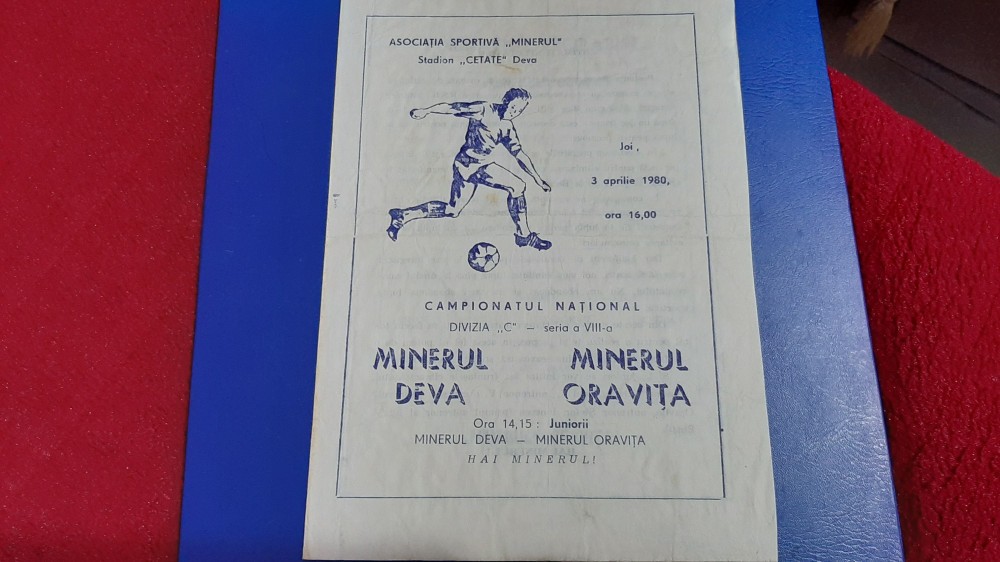 ASOCIAȚIA SPORTIVĂ „MINERUL"
Stadion „CETATE" Deva
Joi,
3 aprilie 1980,
ora 16,00
CAMPIONATUL NAȚIONAL
DIVIZIA „C" — seria a VIII-a
MINERUL DEVA
MINERUL ORAVIȚA
Ora 14,15 : Juniorii
MINERUL DEVA — MINERUL ORAVIȚA
HAI MINERUL!